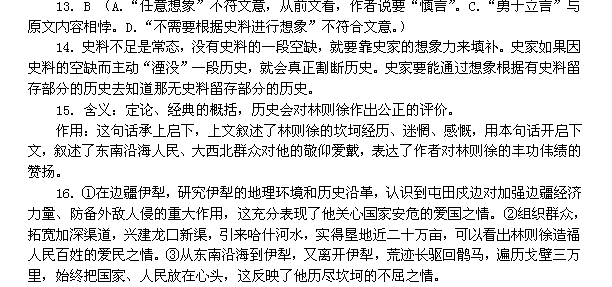 13. B （A.“任意想象”不符文意，从前文看，作者说要“慎言”。C.“勇于立言”与
原文内容相悖。D.“不需要根据史料进行想象”不符合文意。）
14. 史料不足是常态，没有史料的一段空缺，就要靠史家的想象力来填补。史家如果因
史料的空缺而主动“湮没”一段历史，就会真正割断历史。史家要能通过想象根据有史料留
存部分的历史去知道那无史料留存部分的历史。
15. 含义：定论、经典的概括，历史会对林则徐作出公正的评价。
作用：这句话承上启下，上文叙述了林则徐的坎坷经历、迷惘、感慨，用本句话开启下
文，叙述了东南沿海人民、大西北群众对他的敬仰爱戴，表达了作者对林则徐的丰功伟绩的
赞扬。
16. ①在边疆伊犁，研究伊犁的地理环境和历史沿革，认识到屯田戍边对加强边疆经济
力量、防备外敌人侵的重大作用，这充分表现了他关心国家安危的爱国之情。②组织群众，
拓宽加深渠道，兴建龙口新渠，引来哈什河水，实得垦地近二十万亩，可以看出林则徐造福
人民百姓的爱民之情。③从东南沿海到伊犁，又离开伊犁，荒迹长驱回鹘马，遍历戈壁三万
里，始终把国家、人民放在心头，这反映了他历尽坎坷的不屈之情。